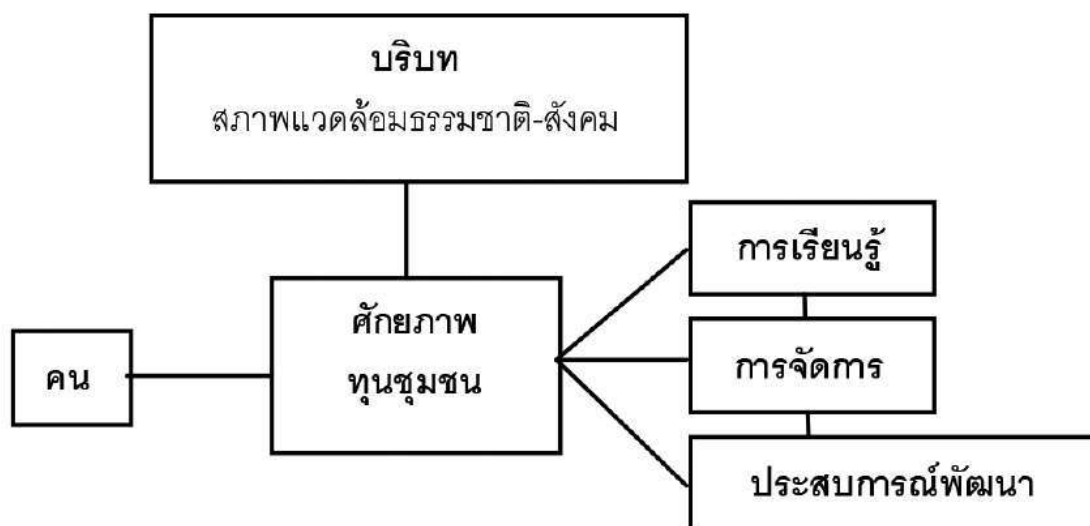 บริบท
สภาพแวดล้อมธรรมชาติ-สังคม
การเรียนรู้
ศักยภาพ
ทุนชุมชน
คน
การจัดการ
ประสบการณ์พัฒนา